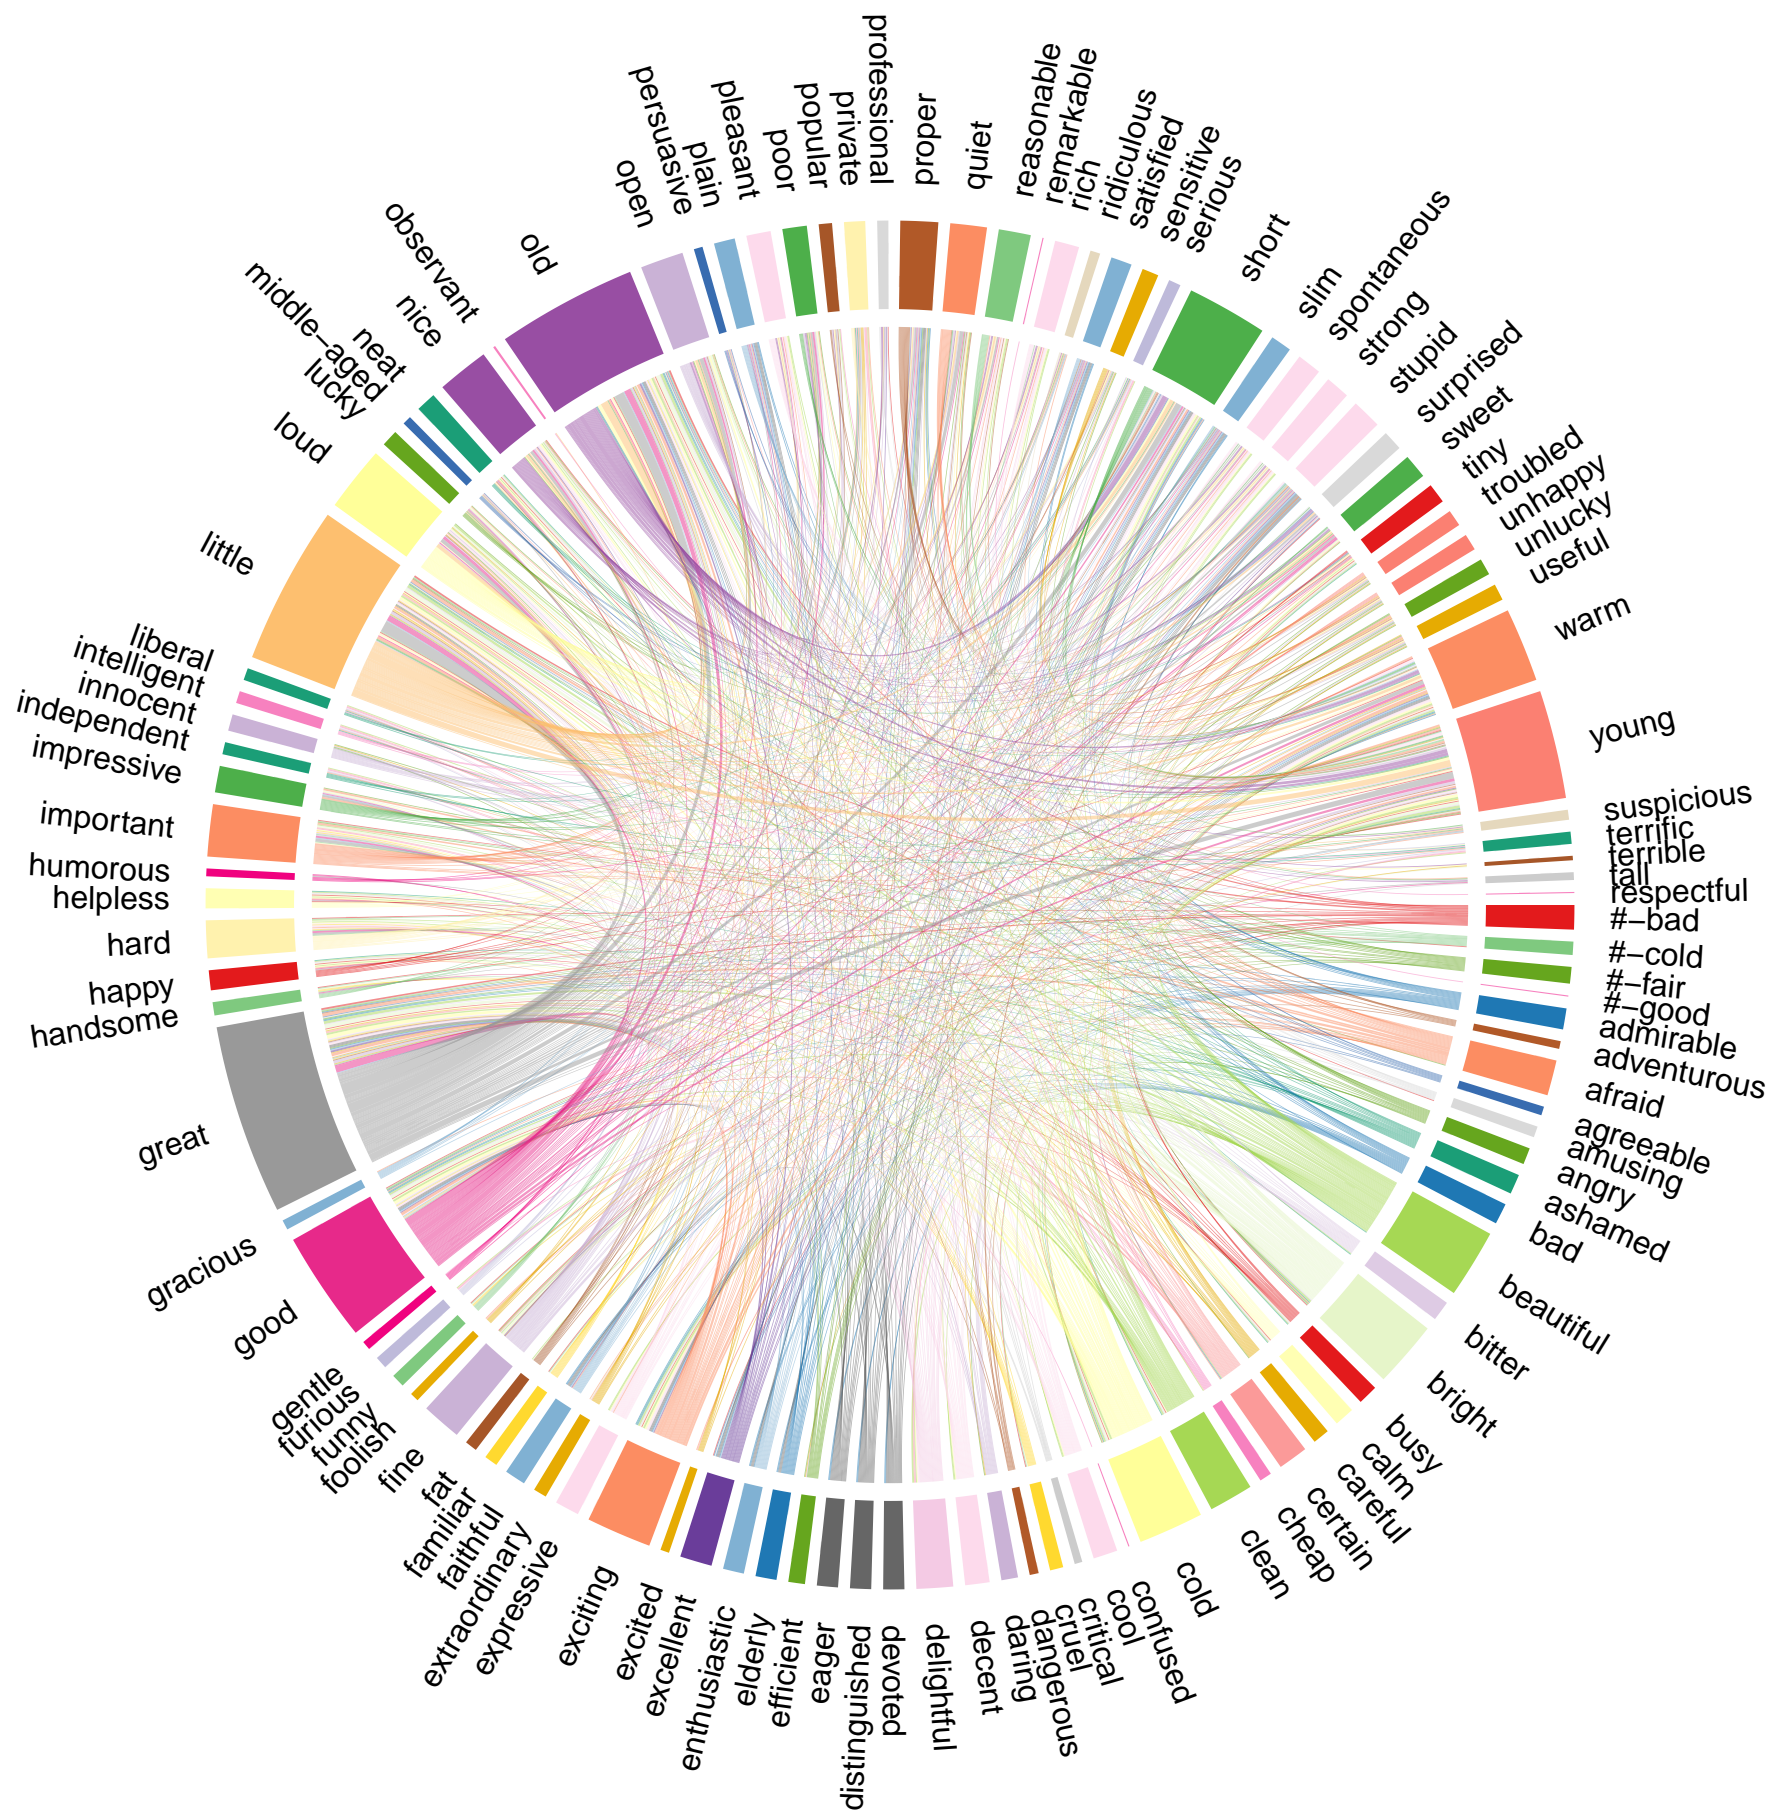 professional
proper
quiet
reasonable
remarkable
rich
ridiculous
satisfied
sensitive
serious
short
slim
spontaneous
strong
stupid
surprised
sweet
tiny
troubled
unhappy
unlucky
useful
warm
young
suspicious
terrific
terrible
tall
respectful
#−bad
#−cold
#−fair
#−good
admirable
adventurous
afraid
agreeable
amusing
angry
ashamed
bad
beautiful
bitter
bright
busy
calm
careful
certain
cheap
clean
cold
confused
cool
critical
cruel
dangerous
daring
decent
delightful
devoted
distinguished
eager
efficient
elderly
enthusiastic
excellent
excited
exciting
expressive
extraordinary
faithful
familiar
fat
fine
foolish
funny
furious
gentle
good
gracious
great
handsome
happy
hard
helpless
humorous
important
impressive
independent
innocent
intelligent
liberal
little
loud
lucky
middle−aged
neat
nice
observant
old
open
persuasive
plain
pleasant
poor
popular
private